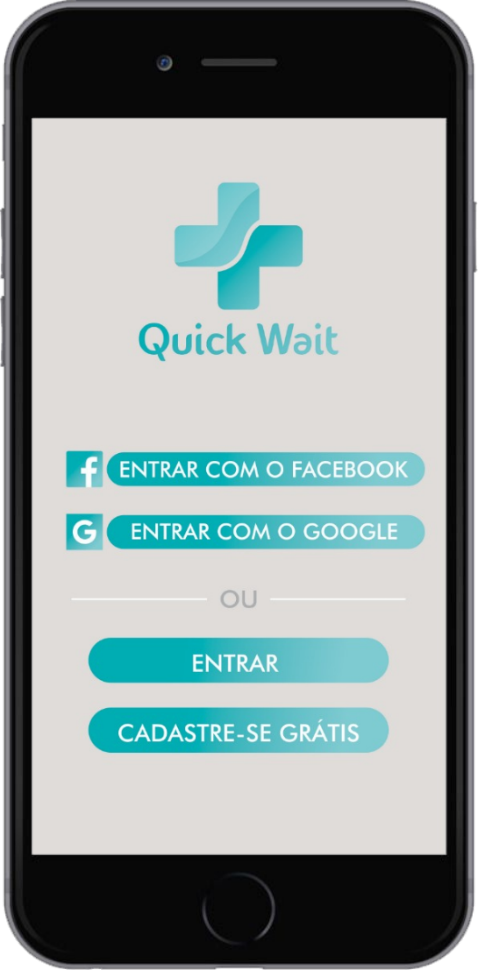 Quick Wait
f ENTRAR COM O FACEBOOK
G ENTRAR COM O GOOGLE
OU
ENTRAR
CADASTRE-SE GRÁTIS